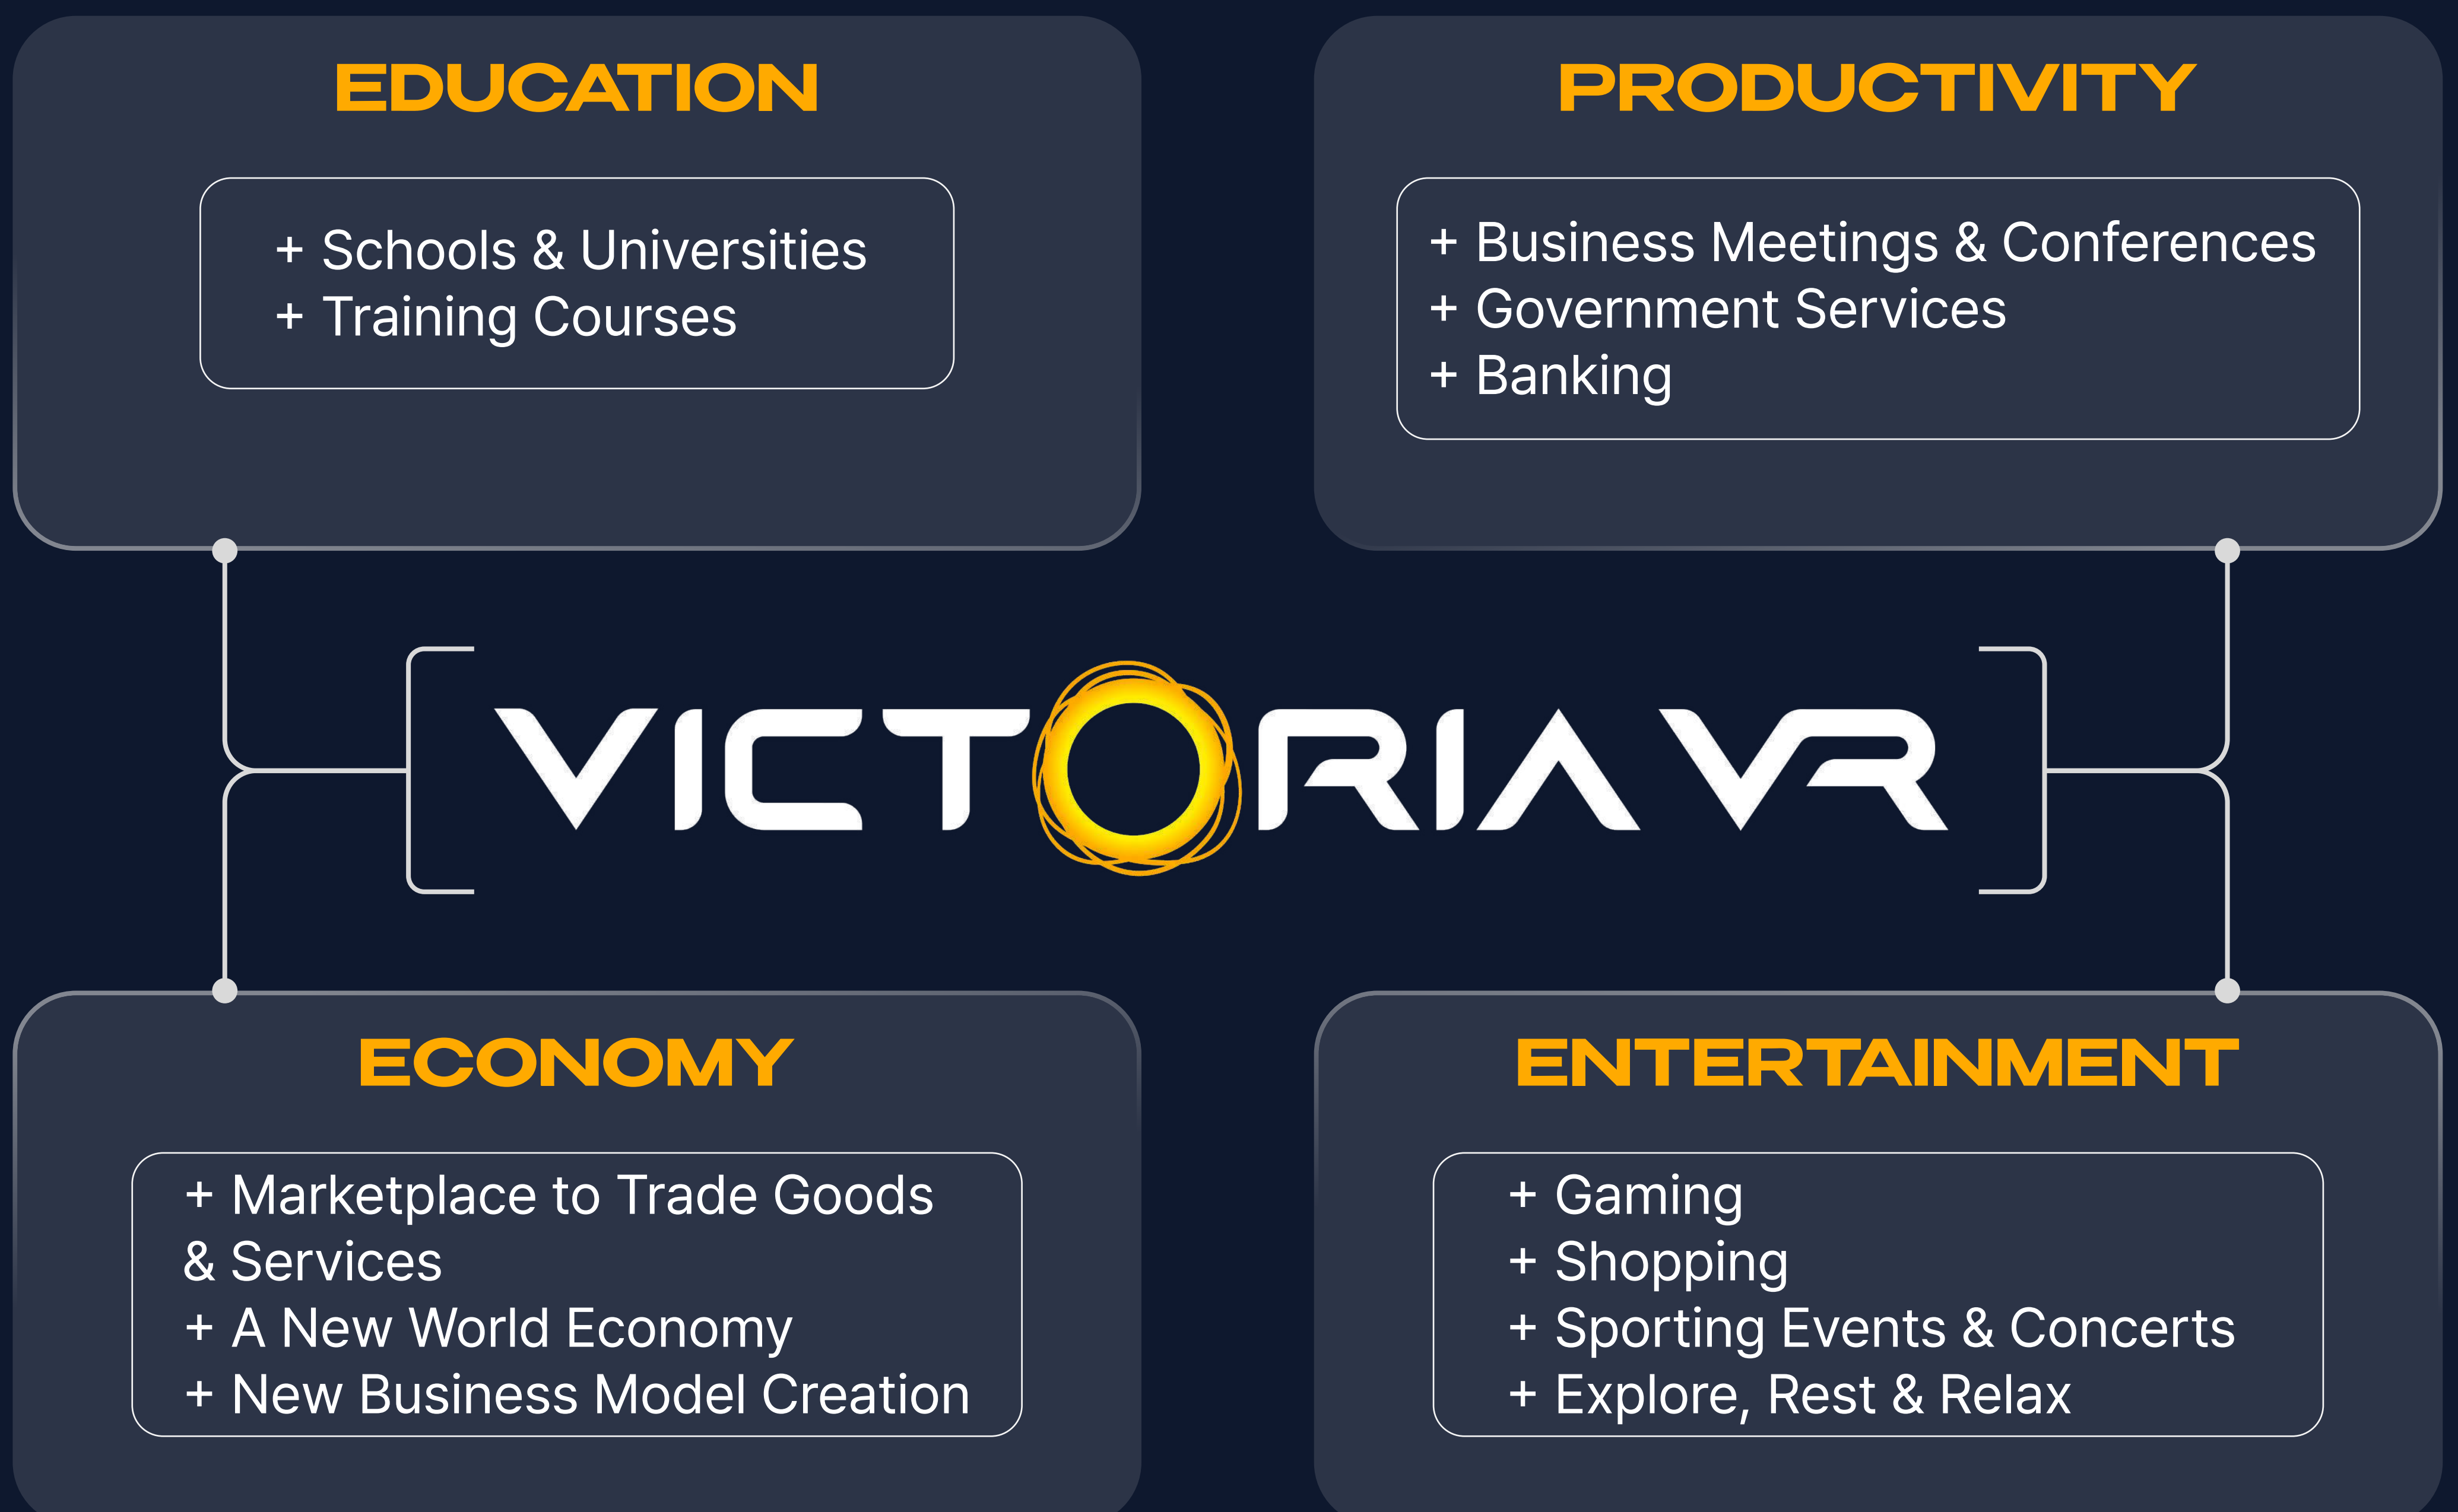 EDUCATION
+ Schools & Universities
+ Training Courses
PRODUCTIVITY
+ Business Meetings & Conferences
+ Government Services
+ Banking
VICTORIA VR
ECONOMY
+ Marketplace to Trade Goods
& Services
+ A New World Economy
+ New Business Model Creation
ENTERTAINMENT
+ Gaming
+ Shopping
+ Sporting Events & Concerts
+ Explore, Rest & Relax